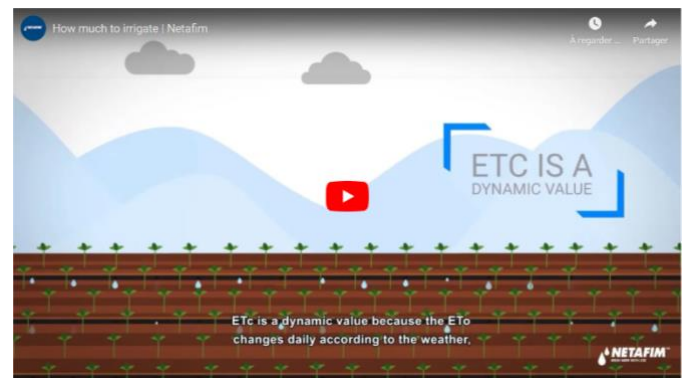 How much to irrigate | Netafim
À regarder ...
Partager
ETC IS A
DYNAMIC VALUE
ETc is a dynamic value because the ETo
changes daily according to the weather,
NETAFIM™